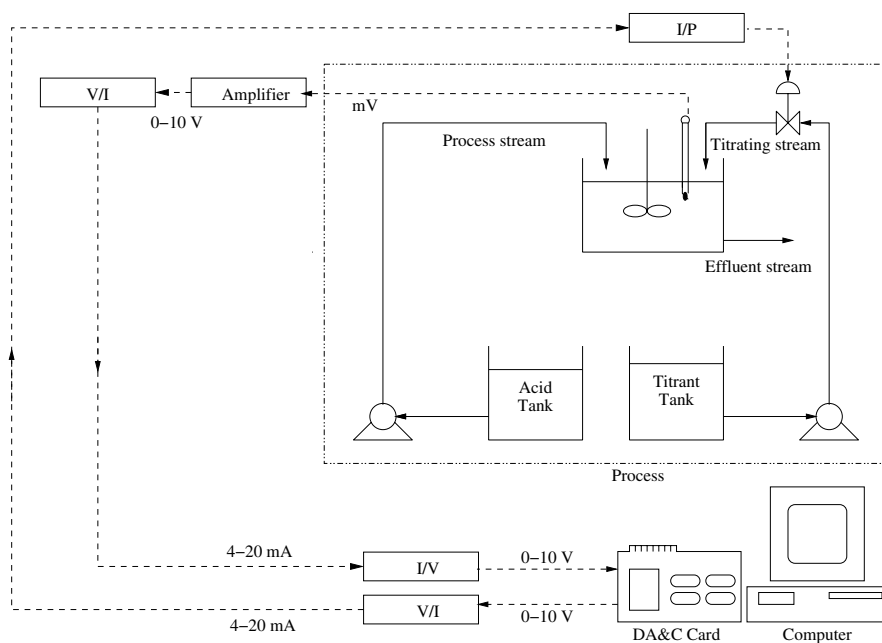 I/P
V/I
Amplifier
mV
0−10 V
Process stream
Titrating stream
Effluent stream
Acid
Tank
Titrant
Tank
Process
4−20 mA
I/V
0−10 V
V/I
4−20 mA
0−10 V
DA&C Card
Computer